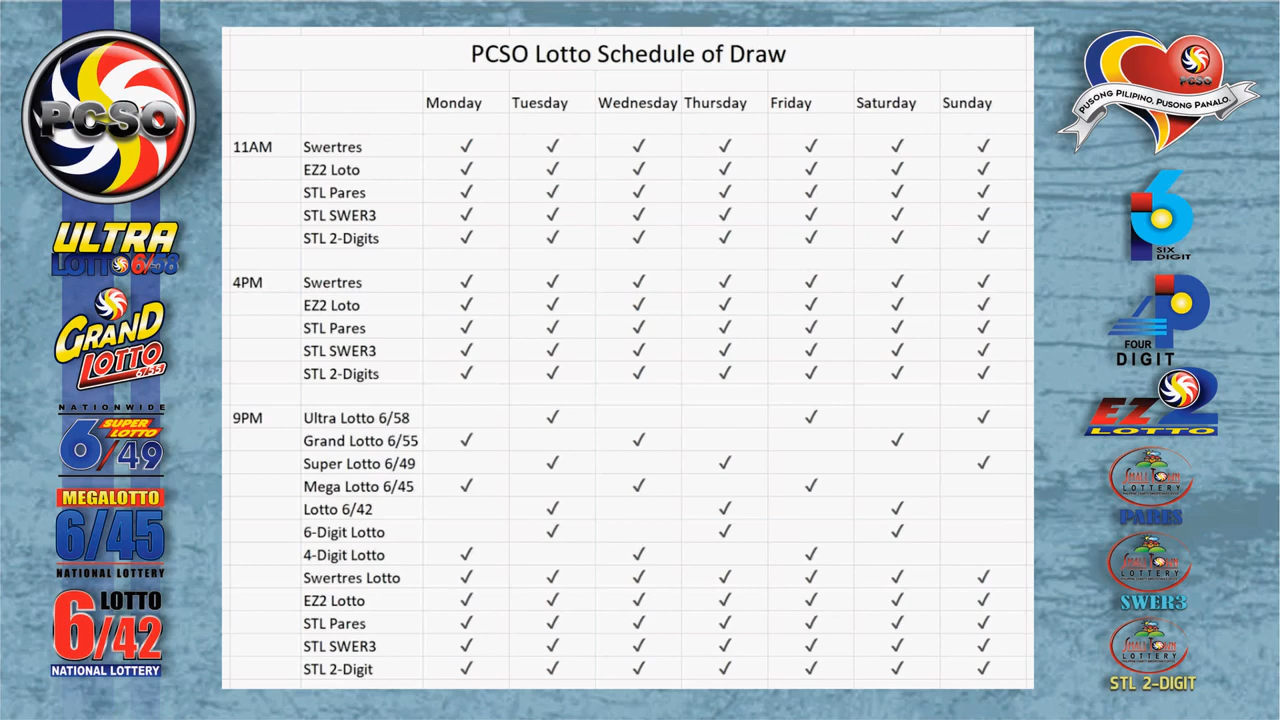 PCSO Lotto Schedule of Draw
Monday Tuesday Wednesday Thursday Friday Saturday Sunday
11AM Swertres ✓ ✓ ✓ ✓ ✓ ✓ ✓
EZ2 Loto ✓ ✓ ✓ ✓ ✓ ✓ ✓
STL Pares ✓ ✓ ✓ ✓ ✓ ✓ ✓
STL SWER3 ✓ ✓ ✓ ✓ ✓ ✓ ✓
STL 2-Digits ✓ ✓ ✓ ✓ ✓ ✓ ✓
4PM Swertres ✓ ✓ ✓ ✓ ✓ ✓ ✓
EZ2 Loto ✓ ✓ ✓ ✓ ✓ ✓ ✓
STL Pares ✓ ✓ ✓ ✓ ✓ ✓ ✓
STL SWER3 ✓ ✓ ✓ ✓ ✓ ✓ ✓
STL 2-Digits ✓ ✓ ✓ ✓ ✓ ✓ ✓
9PM Ultra Lotto 6/58 ✓ ✓ ✓
Grand Lotto 6/55 ✓ ✓ ✓
Super Lotto 6/49 ✓ ✓ ✓
Mega Lotto 6/45 ✓ ✓ ✓
Lotto 6/42 ✓ ✓ ✓
6-Digit Lotto ✓ ✓ ✓
4-Digit Lotto ✓ ✓ ✓
Swertres Lotto ✓ ✓ ✓ ✓ ✓ ✓ ✓
EZ2 Lotto ✓ ✓ ✓ ✓ ✓ ✓ ✓
STL Pares ✓ ✓ ✓ ✓ ✓ ✓ ✓
STL SWER3 ✓ ✓ ✓ ✓ ✓ ✓ ✓
STL 2-Digit ✓ ✓ ✓ ✓ ✓ ✓ ✓
PCSO
ULTRA
LOTTO 6/58
GRAND
LOTTO
6/55
NATIONWIDE
SUPER
LOTTO
6/49
MEGALOTTO
6/45
NATIONAL LOTTERY
LOTTO
6/42
NATIONAL LOTTERY
PCSO
PUSONG PILIPINO, PUSONG PANALO.
6
SIX
DIGIT
4
FOUR
DIGIT
EZ2
LOTTO
SMALL TOWN
LOTTERY
PARES
SMALL TOWN
LOTTERY
SWER3
SMALL TOWN
LOTTERY
STL 2-DIGIT